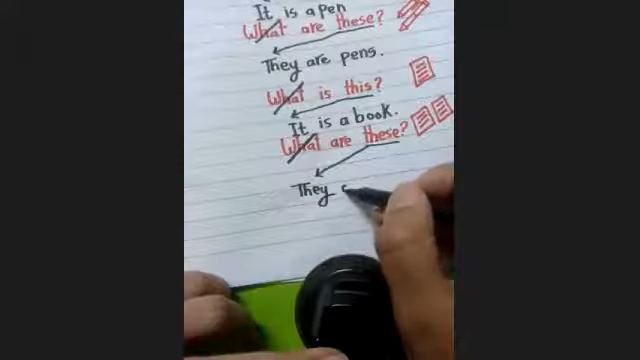 It is a pen
What are these?
They are pens.
What is this?
It is a book.
What are these?
They